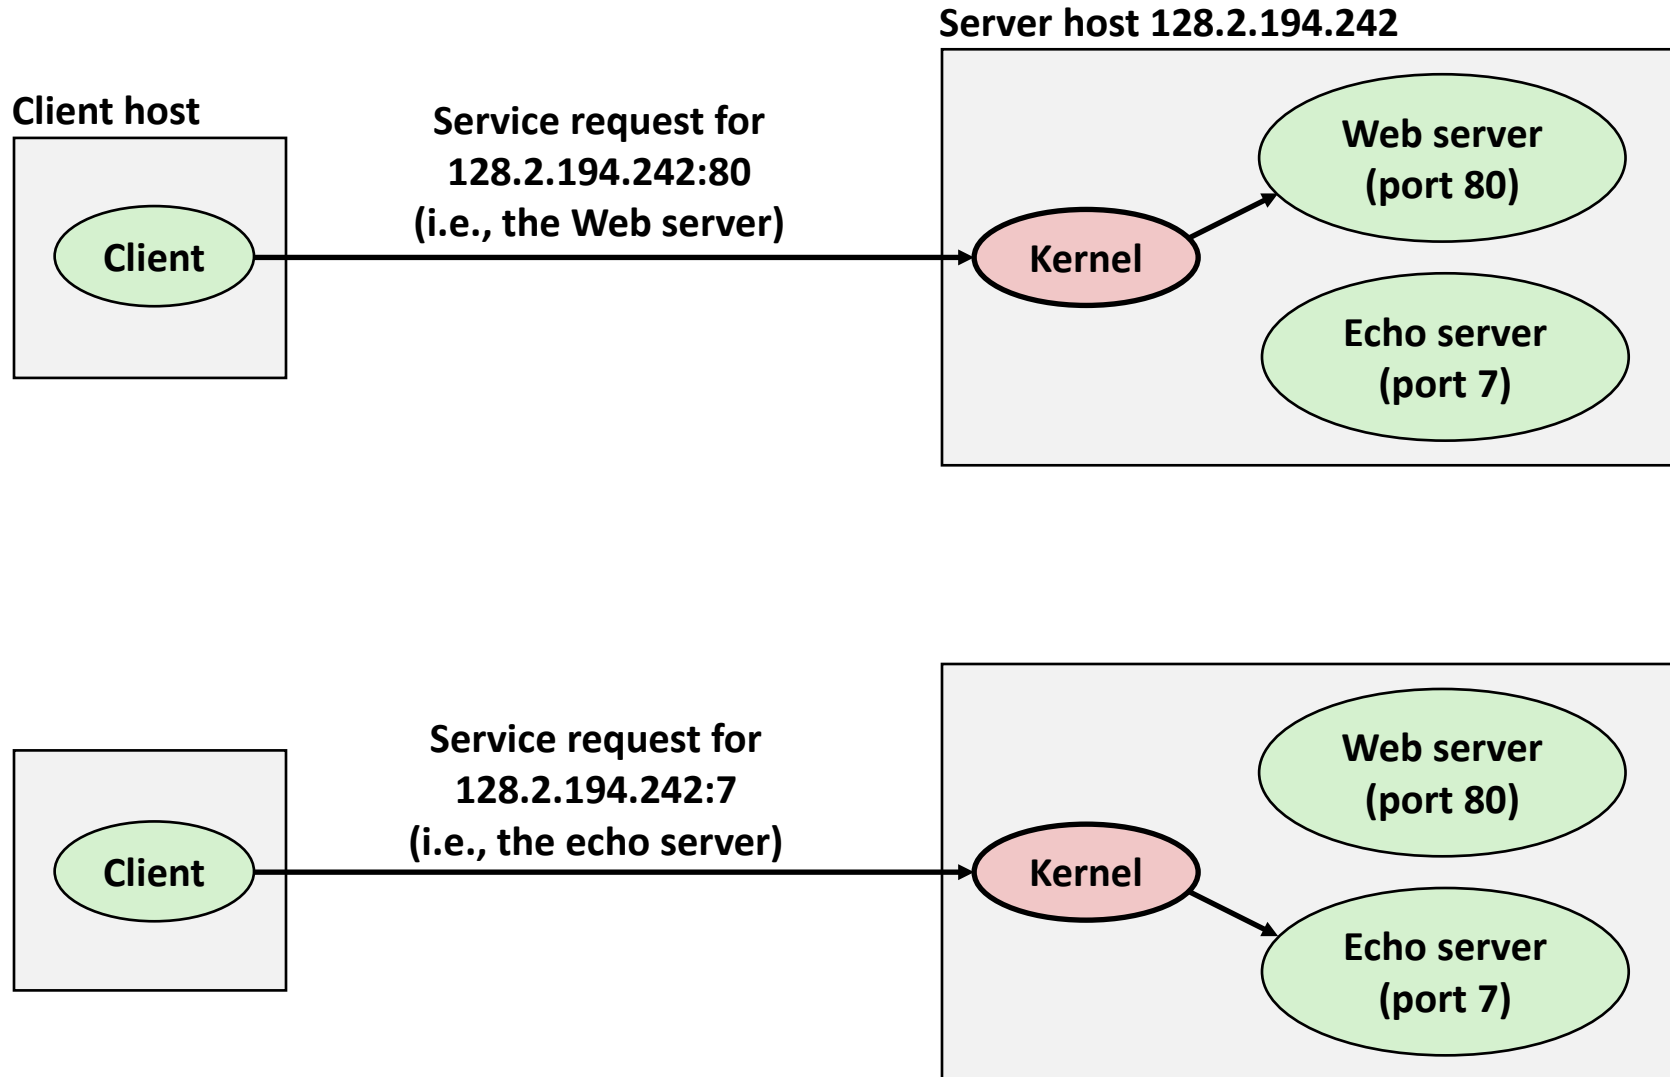 Server host 128.2.194.242
Client host
Service request for
128.2.194.242:80
(i.e., the Web server)
Client
Kernel
Web server
(port 80)
Echo server
(port 7)
Service request for
128.2.194.242:7
(i.e., the echo server)
Client
Kernel
Web server
(port 80)
Echo server
(port 7)